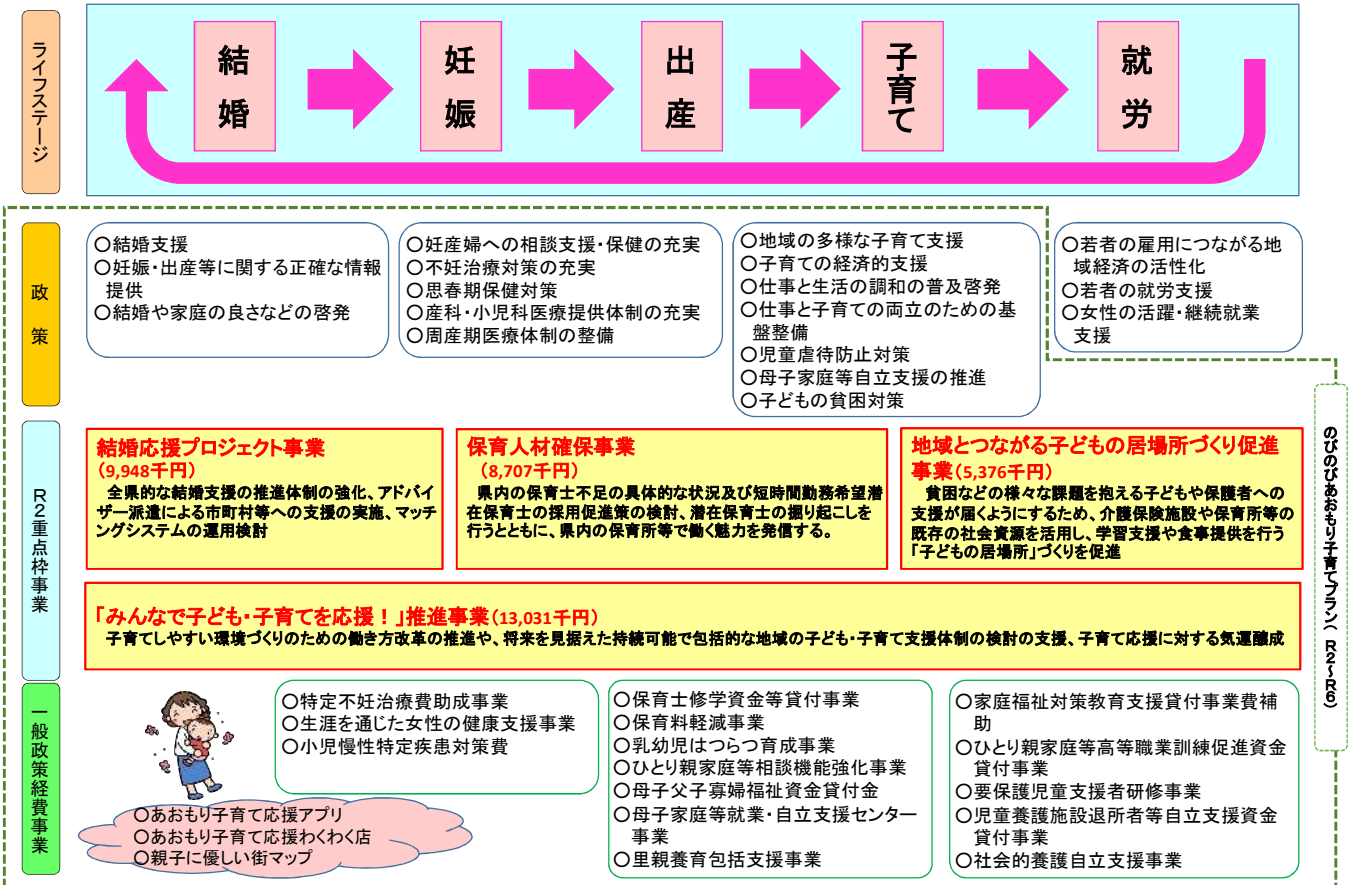 ライフステージ
結婚
妊娠
出産
子育て
就労
政策
○結婚支援
○妊娠・出産等に関する正確な情報
提供
○結婚や家庭の良さなどの啓発
○妊産婦への相談支援・保健の充実
○不妊治療対策の充実
○思春期保健対策
○産科・小児科医療提供体制の充実
○周産期医療体制の整備
○地域の多様な子育て支援
○子育ての経済的支援
○仕事と生活の調和の普及啓発
○仕事と子育ての両立のための基
盤整備
○児童虐待防止対策
○母子家庭等自立支援の推進
○子どもの貧困対策
○若者の雇用につながる地
域経済の活性化
○若者の就労支援
○女性の活躍・継続就業
支援
R2重点枠事業
結婚応援プロジェクト事業
(9,948千円)
全県的な結婚支援の推進体制の強化、アドバイ
ザー派遣による市町村等への支援の実施、マッチ
ングシステムの運用検討
保育人材確保事業
(8,707千円)
県内の保育士不足の具体的な状況及び短時間勤務希望潜
在保育士の採用促進策の検討、潜在保育士の掘り起こしを
行うとともに、県内の保育所等で働く魅力を発信する。
地域とつながる子どもの居場所づくり促進
事業(5,376千円)
貧困などの様々な課題を抱える子どもや保護者への
支援が届くようにするため、介護保険施設や保育所等の
既存の社会資源を活用し、学習支援や食事提供を行う
「子どもの居場所」づくりを促進
「みんなで子ども・子育てを応援!」推進事業(13,031千円)
子育てしやすい環境づくりのための働き方改革の推進や、将来を見据えた持続可能で包括的な地域の子ども・子育て支援体制の検討の支援、子育て応援に対する気運醸成
のびのびあおもり子育てプラン( R2~R6)
一般政策経費事業
○あおもり子育て応援アプリ
○あおもり子育て応援わくわく店
○親子に優しい街マップ
○特定不妊治療費助成事業
○生涯を通じた女性の健康支援事業
○小児慢性特定疾患対策費
○保育士修学資金等貸付事業
○保育料軽減事業
○乳幼児はつらつ育成事業
○ひとり親家庭等相談機能強化事業
○母子父子寡婦福祉資金貸付金
○母子家庭等就業・自立支援センター
事業
○里親養育包括支援事業
○家庭福祉対策教育支援貸付事業費補
助
○ひとり親家庭等高等職業訓練促進資金
貸付事業
○要保護児童支援者研修事業
○児童養護施設退所者等自立支援資金
貸付事業
○社会的養護自立支援事業